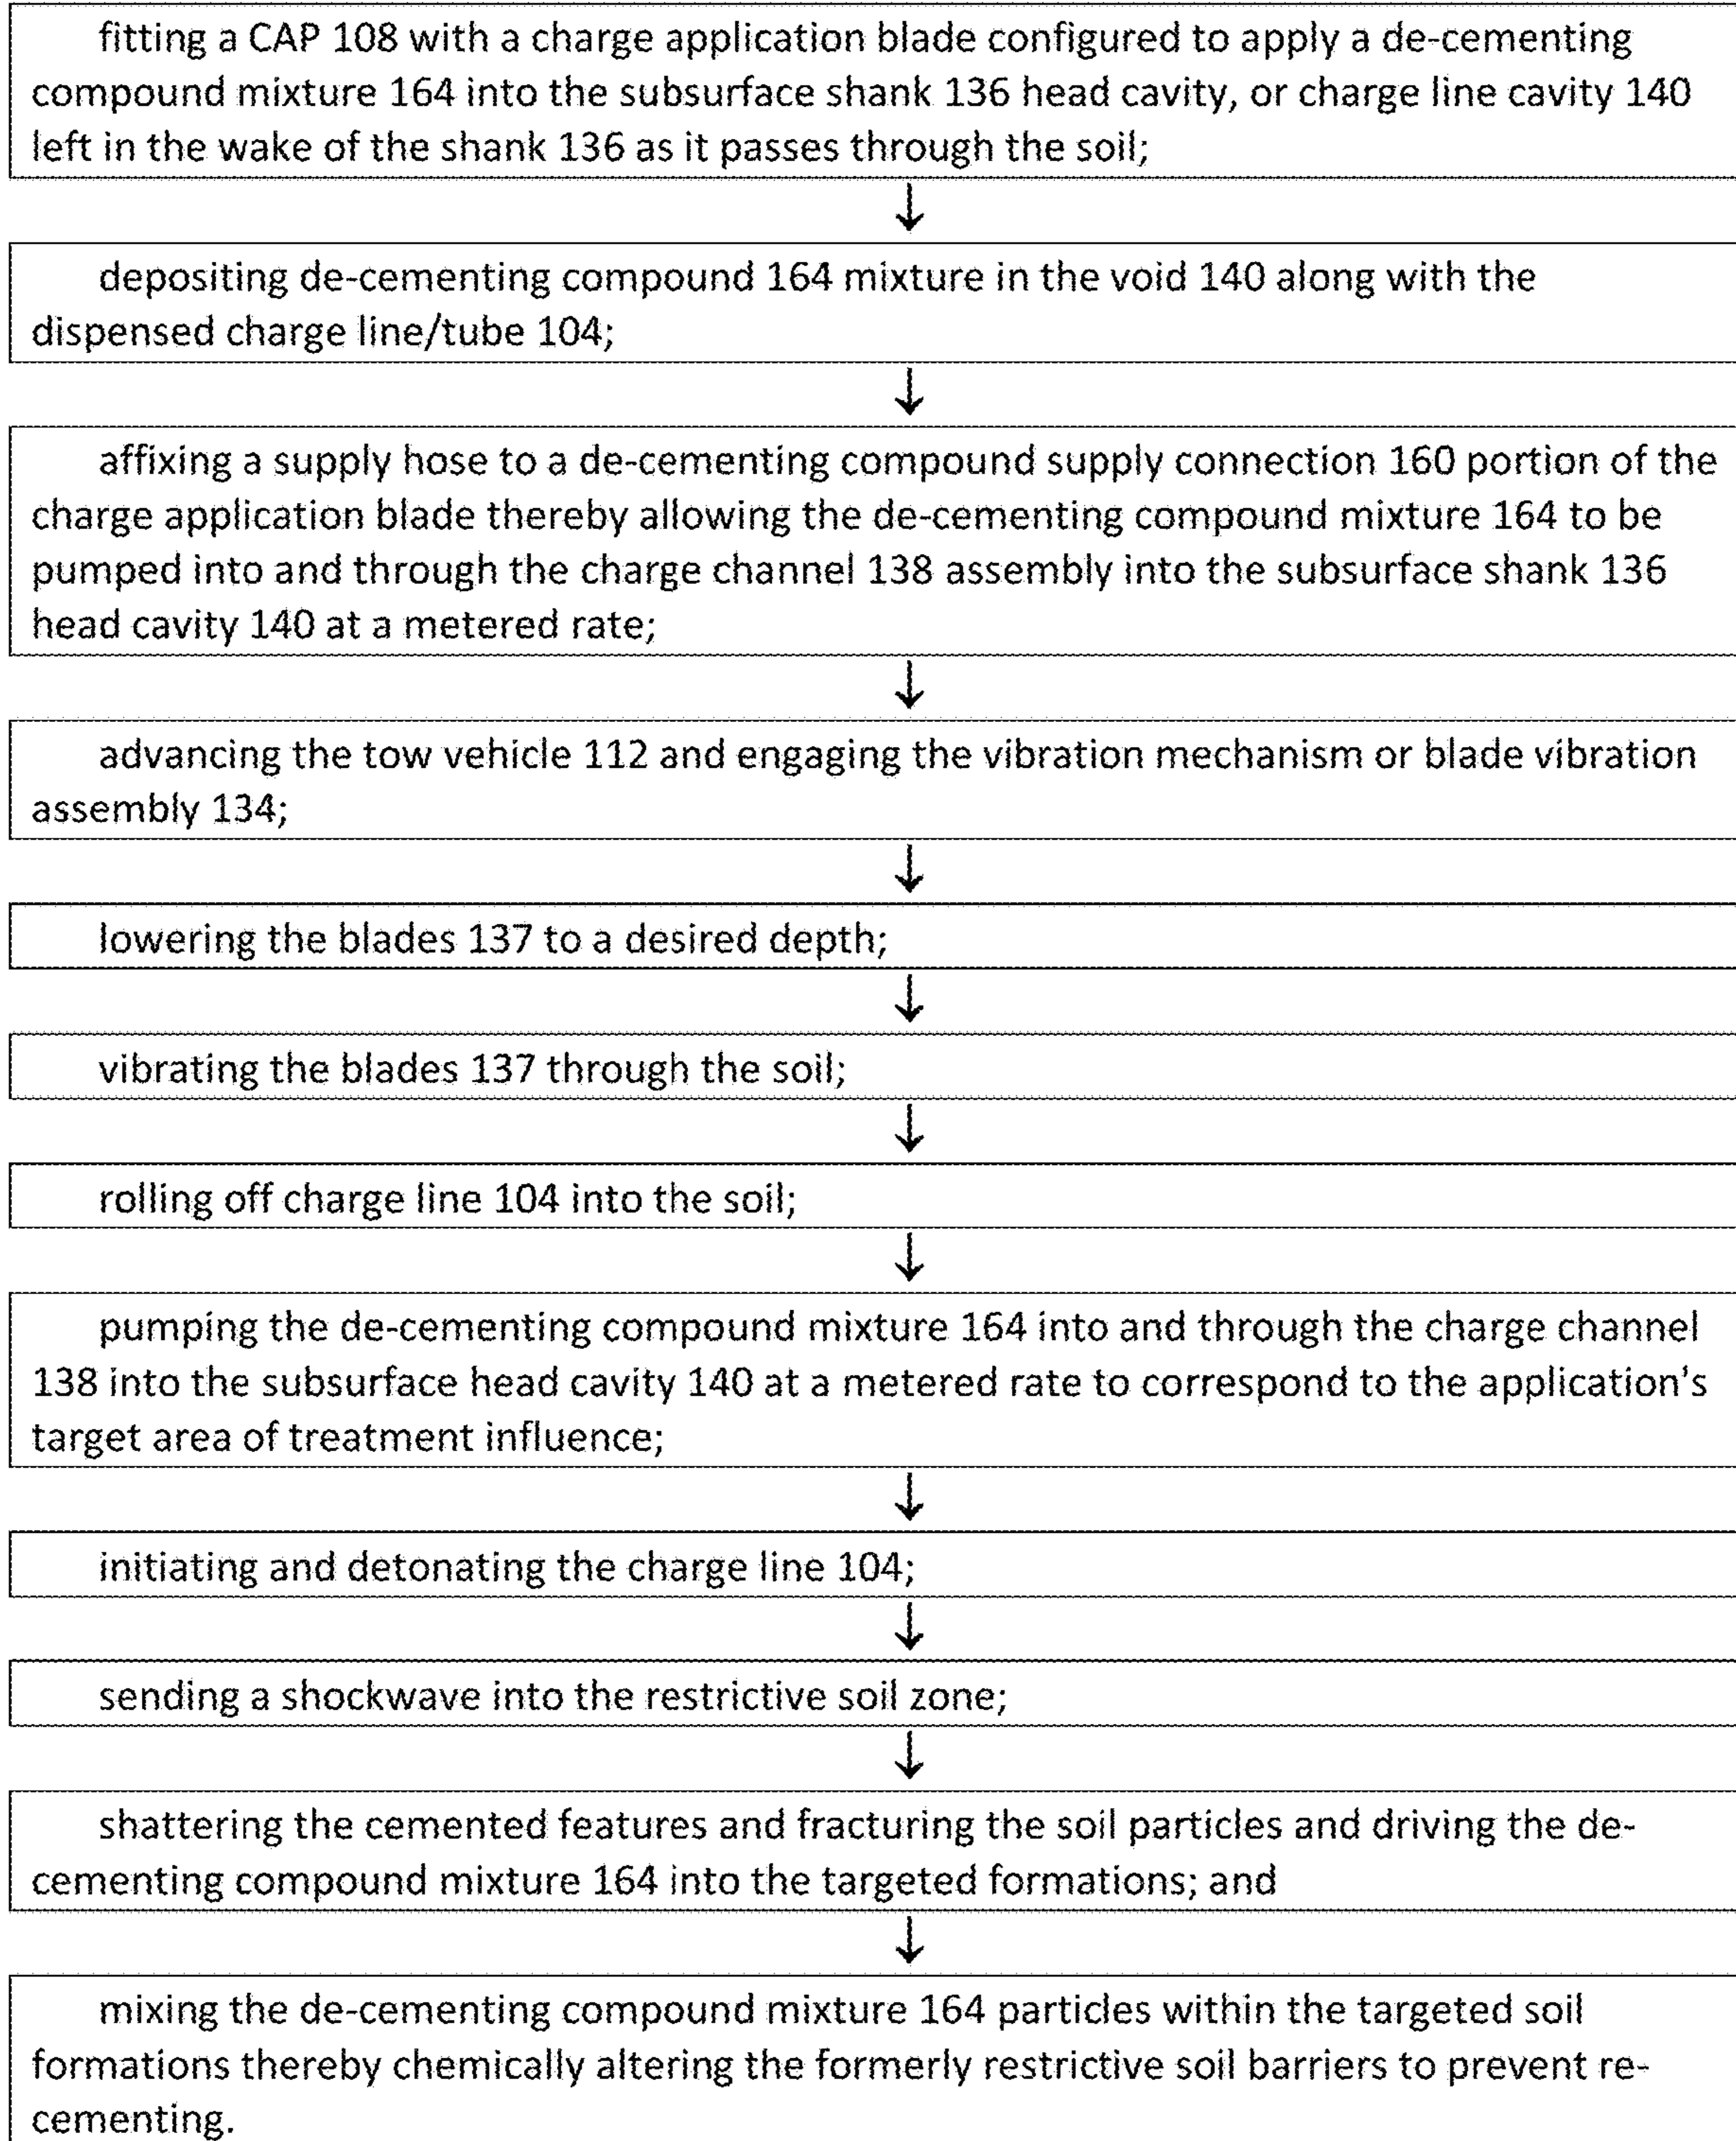 fitting a CAP 108 with a charge application blade configured to apply a de-cementing
compound mixture 164 into the subsurface shank 136 head cavity, or charge line cavity 140
left in the wake of the shank 136 as it passes through the soil;
depositing de-cementing compound 164 mixture in the void 140 along with the
dispensed charge line/tube 104;
affixing a supply hose to a de-cementing compound supply connection 160 portion of the
charge application blade thereby allowing the de-cementing compound mixture 164 to be
pumped into and through the charge channel 138 assembly into the subsurface shank 136
head cavity 140 at a metered rate;
advancing the tow vehicle 112 and engaging the vibration mechanism or blade vibration
assembly 134;
lowering the blades 137 to a desired depth;
vibrating the blades 137 through the soil;
rolling off charge line 104 into the soil;
pumping the de-cementing compound mixture 164 into and through the charge channel
138 into the subsurface head cavity 140 at a metered rate to correspond to the application's
target area of treatment influence;
initiating and detonating the charge line 104;
sending a shockwave into the restrictive soil zone;
shattering the cemented features and fracturing the soil particles and driving the de-
cementing compound mixture 164 into the targeted formations; and
mixing the de-cementing compound mixture 164 particles within the targeted soil
formations thereby chemically altering the formerly restrictive soil barriers to prevent re-
cementing.